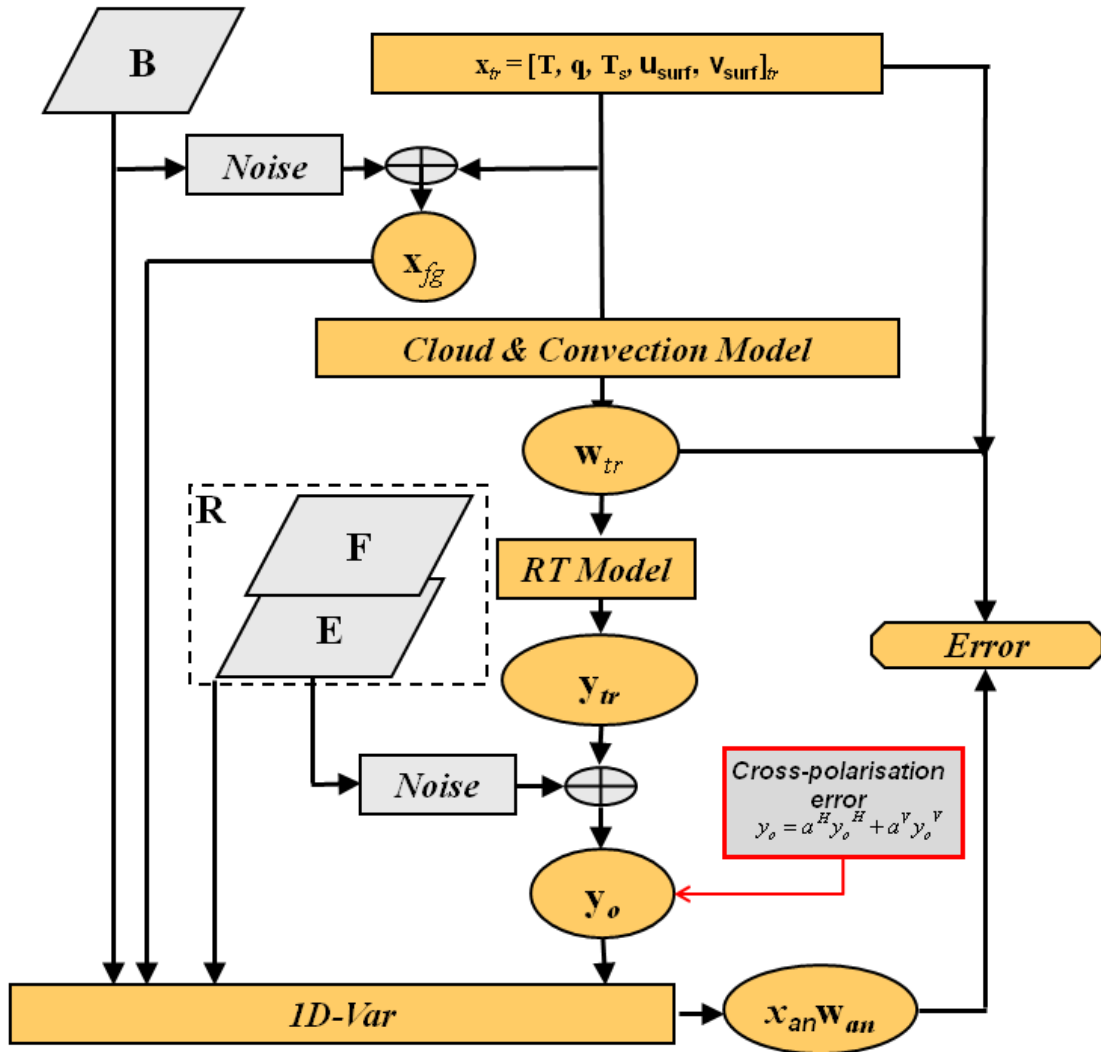 B
x_tr = [T, q, T_s, u_surf, v_surf]_tr
Noise
x_fg
Cloud & Convection Model
w_tr
R
F
RT Model
E
Error
y_tr
Cross-polarisation
error
y_o = a^H y_o^H + a^V y_o^V
Noise
y_o
1D-Var
x_an w_an